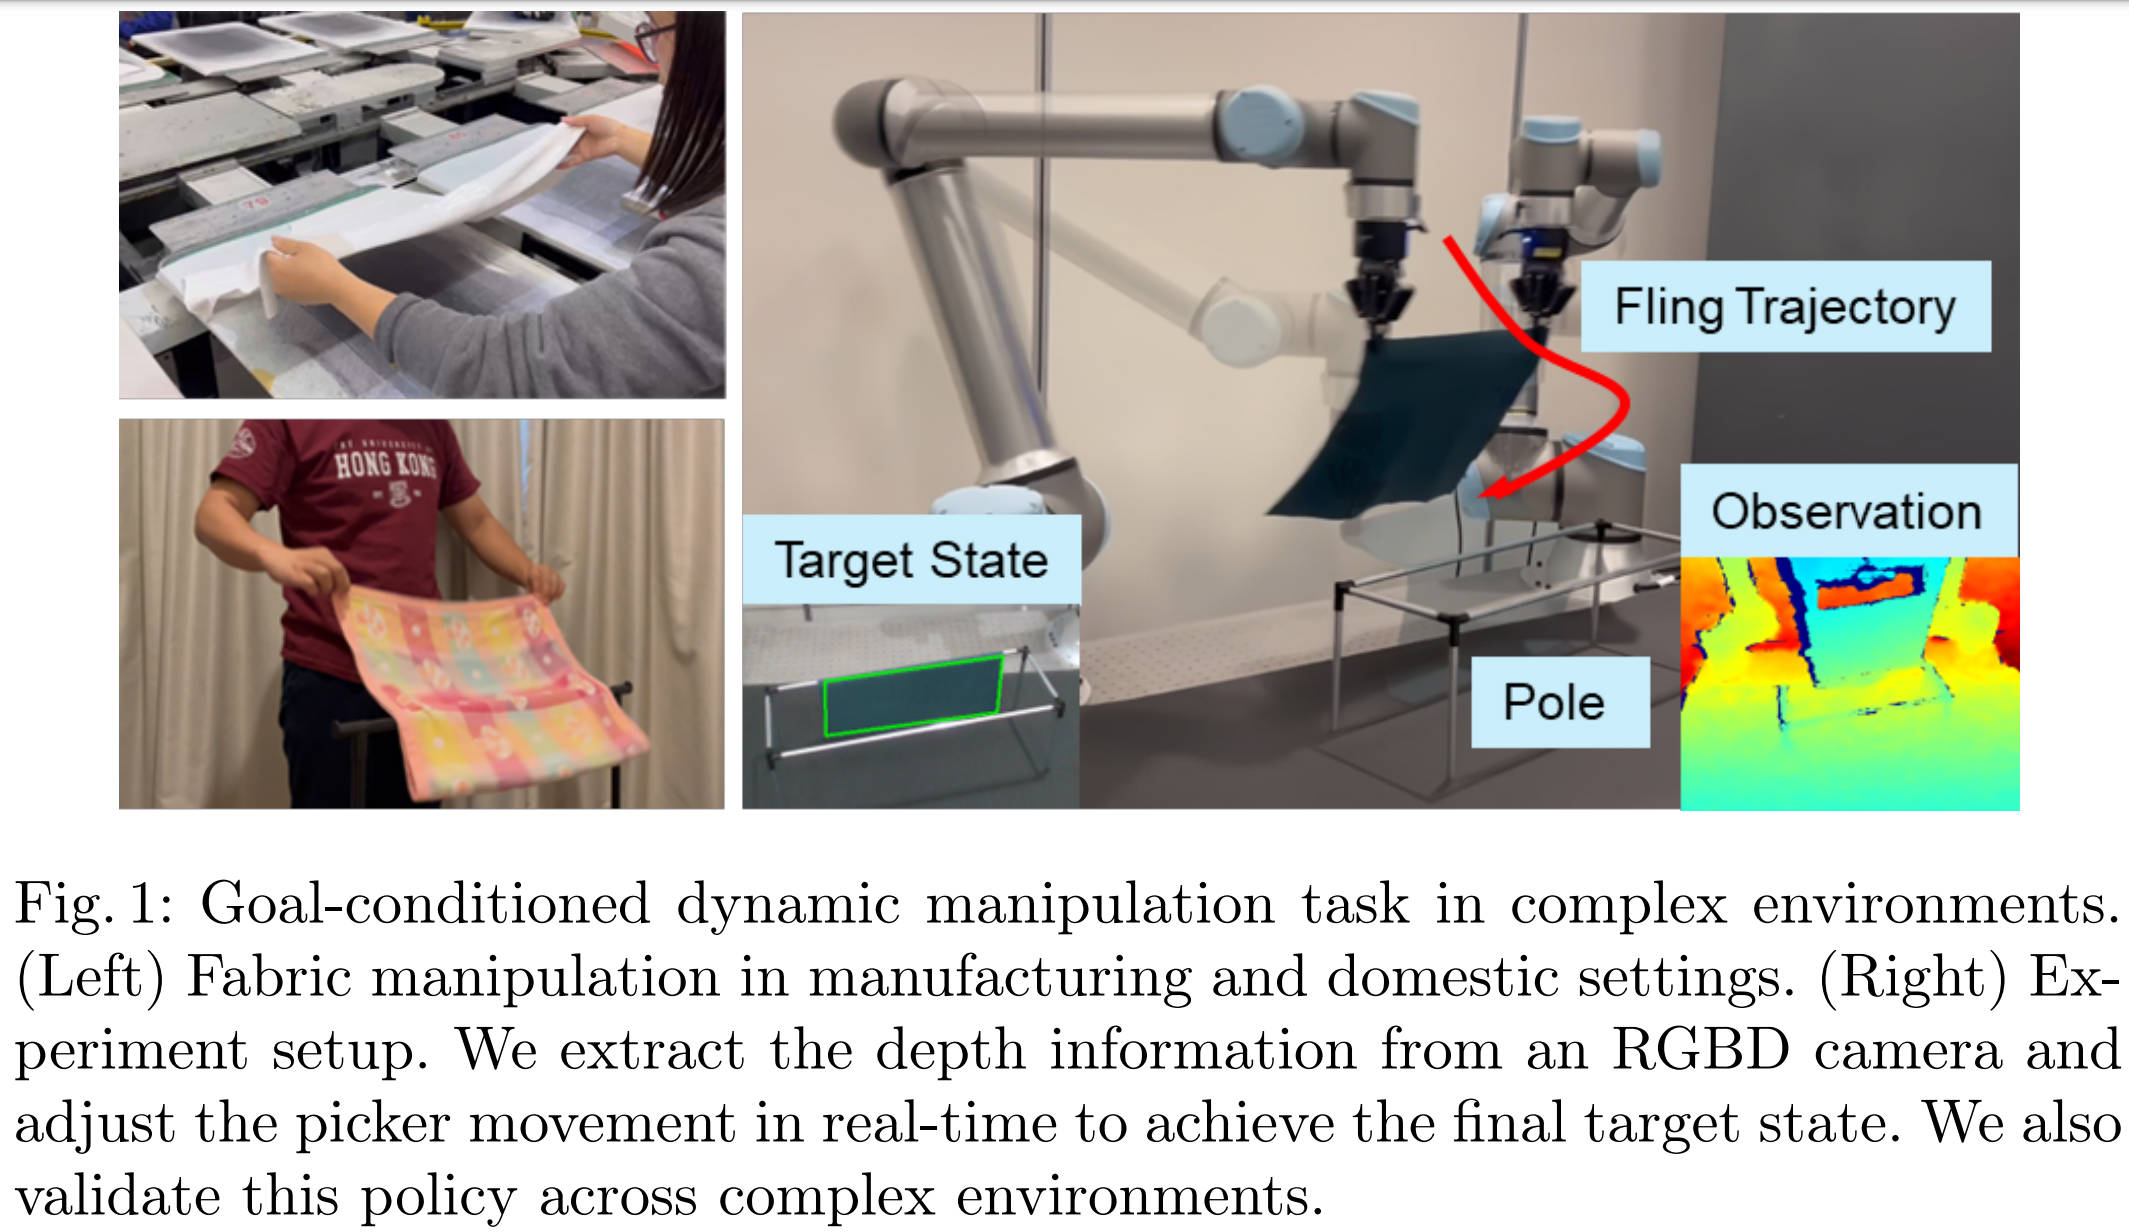 79
HONG KONG
Fling Trajectory
Observation
Target State
Pole
Fig. 1: Goal-conditioned dynamic manipulation task in complex environments.
(Left) Fabric manipulation in manufacturing and domestic settings. (Right) Ex-
periment setup. We extract the depth information from an RGBD camera and
adjust the picker movement in real-time to achieve the final target state. We also
validate this policy across complex environments.